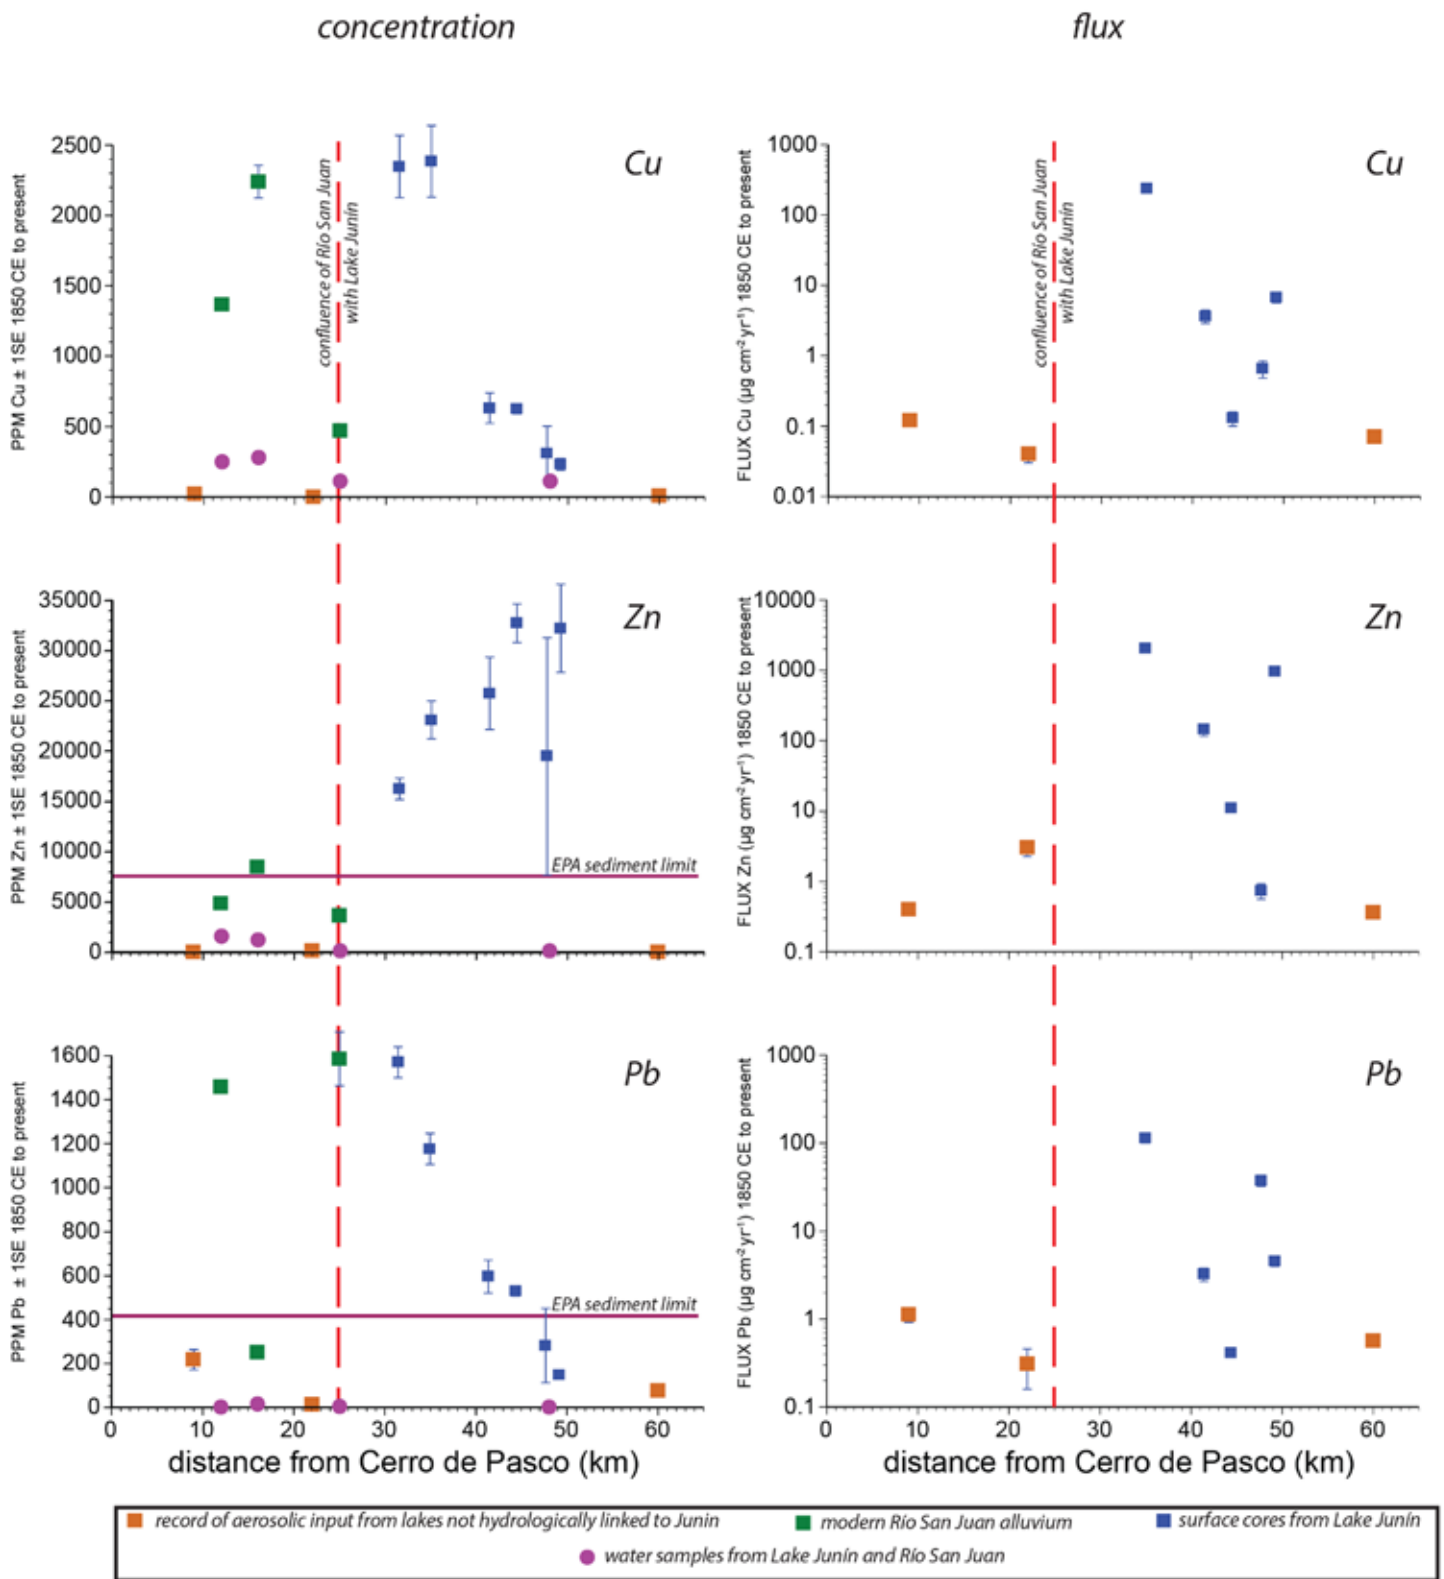 concentration
flux
PPM Cu ± 1SE 1850 CE to present
2500
2000
1500
1000
500
0
confluence of Río San Juan
with Lake Junín
Cu
FLUX Cu (µg cm⁻² yr⁻¹) 1850 CE to present
1000
100
10
1
0.1
0.01
confluence of Río San Juan
with Lake Junín
Cu
PPM Zn ± 1SE 1850 CE to present
35000
30000
25000
20000
15000
10000
5000
0
Zn
EPA sediment limit
FLUX Zn (µg cm⁻² yr⁻¹) 1850 CE to present
10000
1000
100
10
1
0.1
Zn
PPM Pb ± 1SE 1850 CE to present
1600
1400
1200
1000
800
600
400
200
0
Pb
EPA sediment limit
0 10 20 30 40 50 60
distance from Cerro de Pasco (km)
FLUX Pb (µg cm⁻² yr⁻¹) 1850 CE to present
1000
100
10
1
0.1
Pb
0 10 20 30 40 50 60
distance from Cerro de Pasco (km)
record of aerosolic input from lakes not hydrologically linked to Junin
modern Río San Juan alluvium
surface cores from Lake Junín
water samples from Lake Junín and Río San Juan